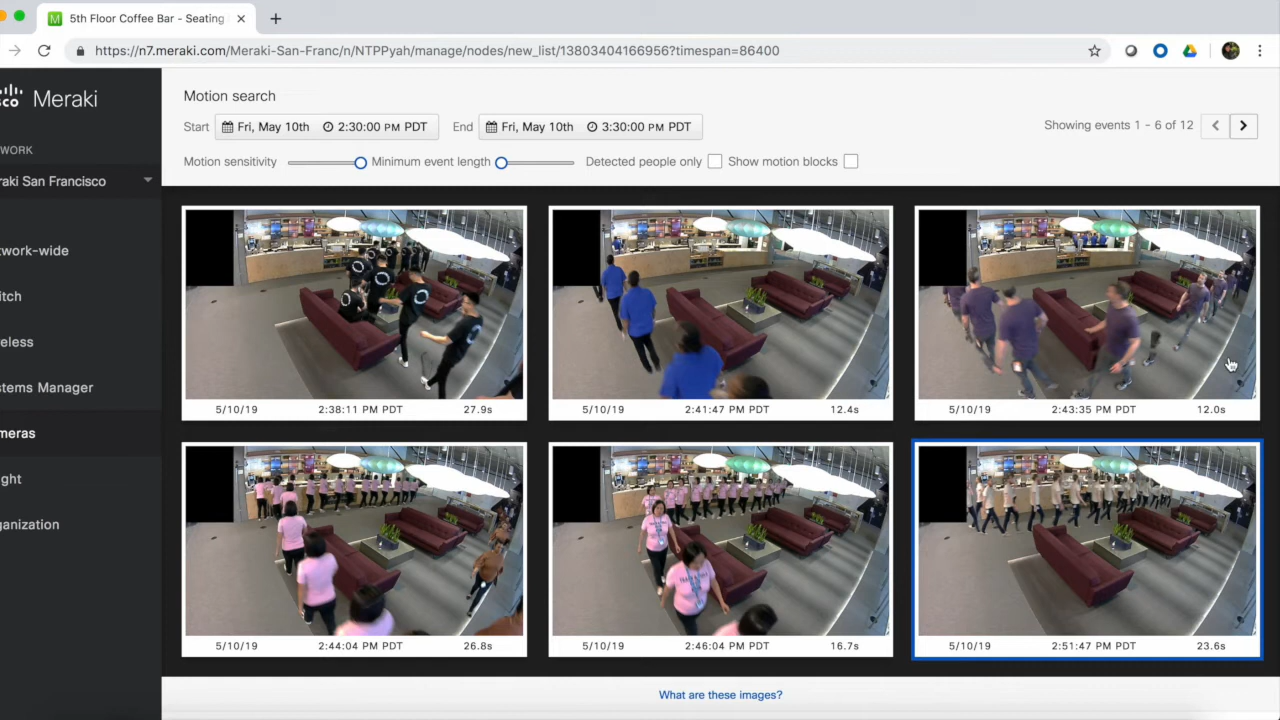 5th Floor Coffee Bar - Seating
https://n7.meraki.com/Meraki-San-Franc/n/NTPPyah/manage/nodes/new_list/13803404166956?timespan=86400
sco Meraki
WORK
raki San Francisco
twork-wide
itch
reless
stems Manager
meras
ght
ganization
Motion search
Start Fri, May 10th 2:30:00 PM PDT End Fri, May 10th 3:30:00 PM PDT
Showing events 1 - 6 of 12
Motion sensitivity Minimum event length Detected people only Show motion blocks
5/10/19 2:38:11 PM PDT 27.9s
5/10/19 2:41:47 PM PDT 12.4s
5/10/19 2:43:35 PM PDT 12.0s
5/10/19 2:44:04 PM PDT 26.8s
5/10/19 2:46:04 PM PDT 16.7s
5/10/19 2:51:47 PM PDT 23.6s
What are these images?